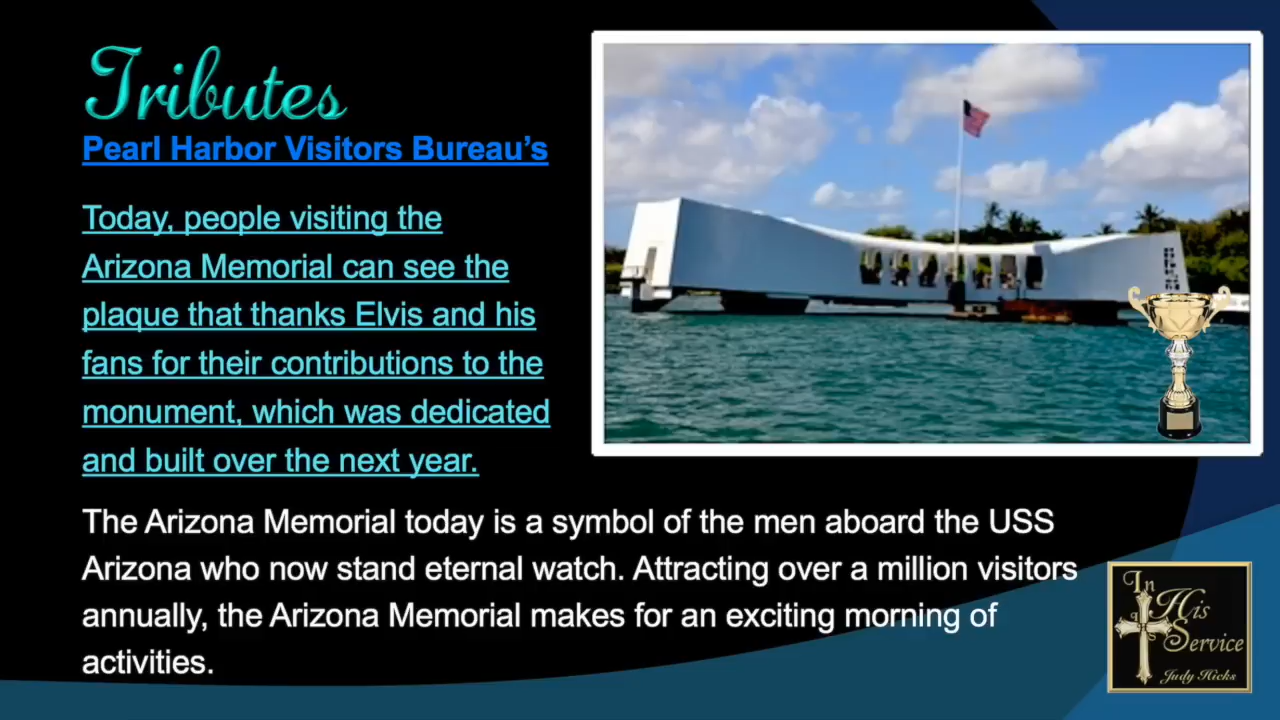 Tributes
Pearl Harbor Visitors Bureau's
Today, people visiting the
Arizona Memorial can see the
plaque that thanks Elvis and his
fans for their contributions to the
monument, which was dedicated
and built over the next year.
The Arizona Memorial today is a symbol of the men aboard the USS
Arizona who now stand eternal watch. Attracting over a million visitors
annually, the Arizona Memorial makes for an exciting morning of
activities.
In
His
Service
Judy Hicks